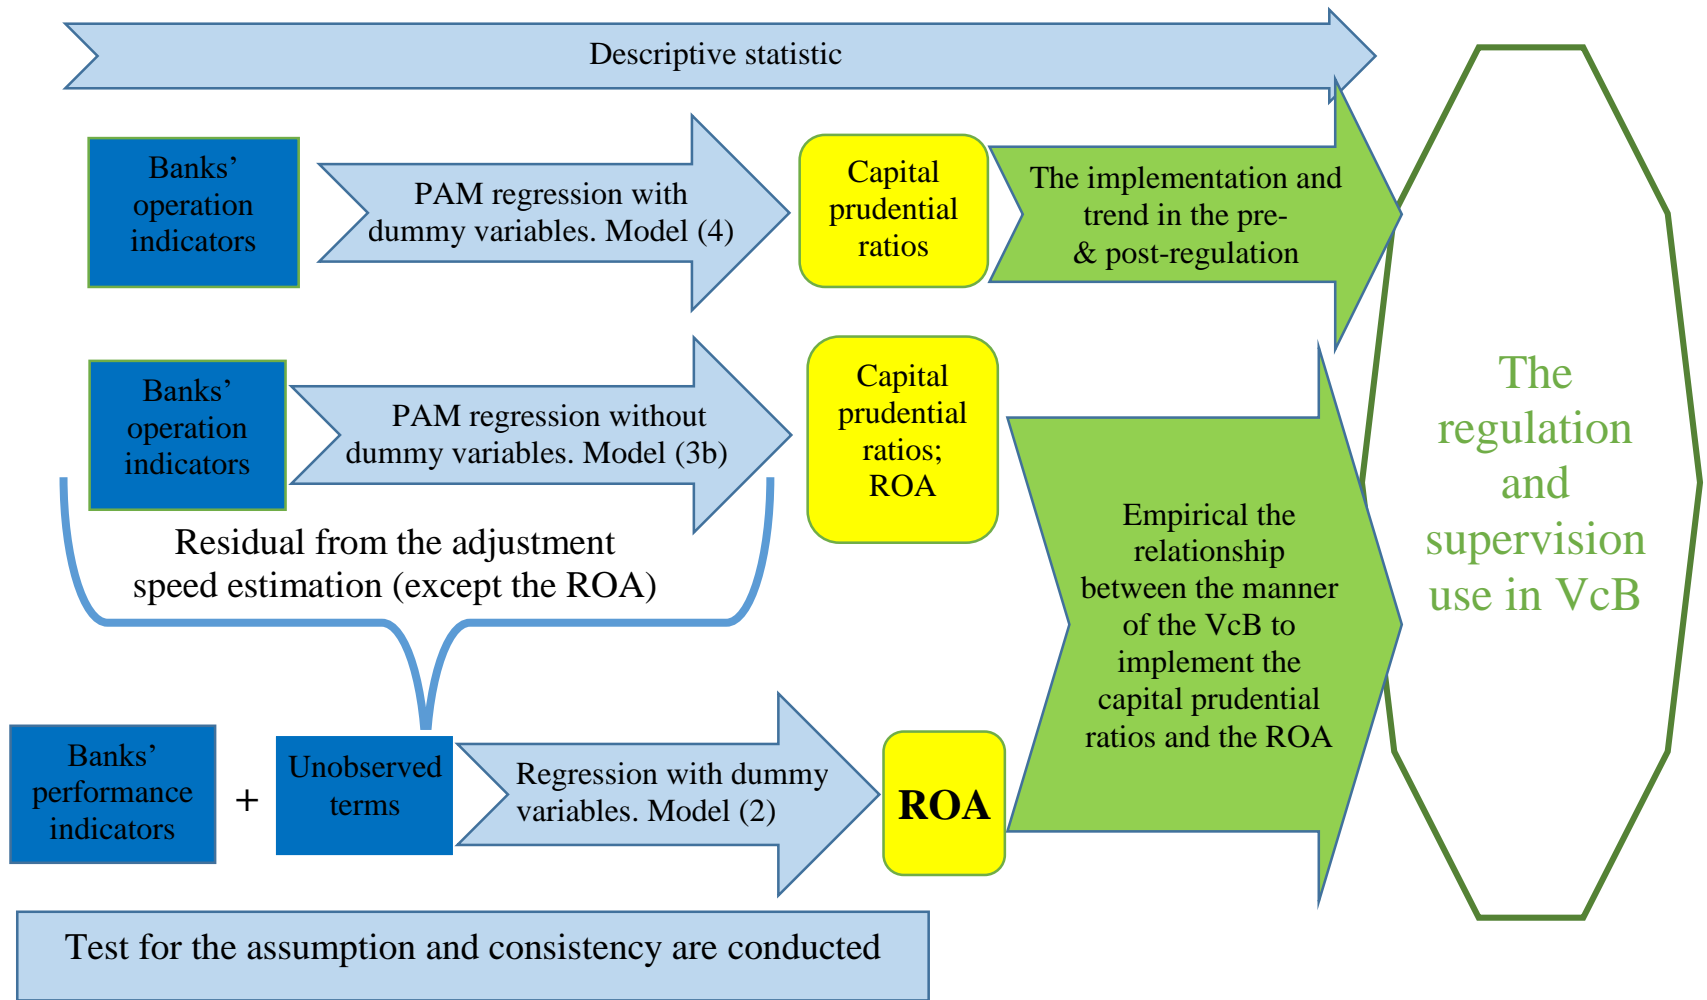 Descriptive statistic
Banks’
operation
indicators
PAM regression with
dummy variables. Model (4)
Capital
prudential
ratios
The implementation and
trend in the pre-
& post-regulation
Banks’
operation
indicators
PAM regression without
dummy variables. Model (3b)
Capital
prudential
ratios;
ROA
Residual from the adjustment
speed estimation (except the ROA)
Empirical the
relationship
between the manner
of the VcB to
implement the
capital prudential
ratios and the ROA
The
regulation
and
supervision
use in VcB
Banks’
performance
indicators
+
Unobserved
terms
Regression with dummy
variables. Model (2)
ROA
Test for the assumption and consistency are conducted